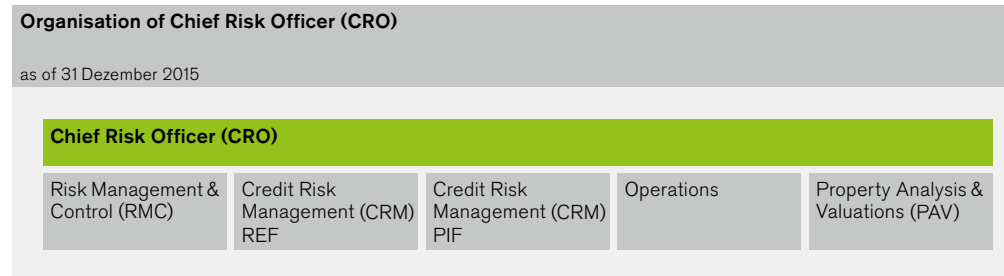 Organisation of Chief Risk Officer (CRO)
as of 31 Dezember 2015
Chief Risk Officer (CRO)
Risk Management &
Control (RMC)
Credit Risk
Management (CRM)
REF
Credit Risk
Management (CRM)
PIF
Operations
Property Analysis &
Valuations (PAV)